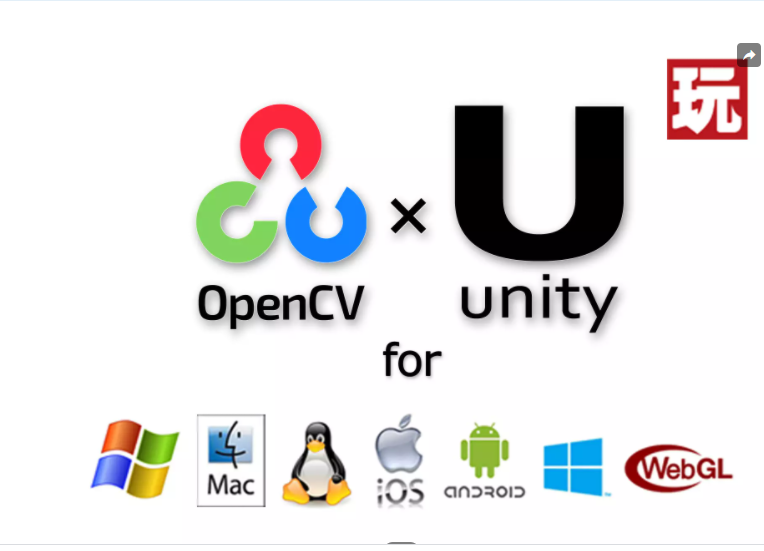 玩
OpenCV × U
unity
for
Mac
iOS
ANDROID
WebGL